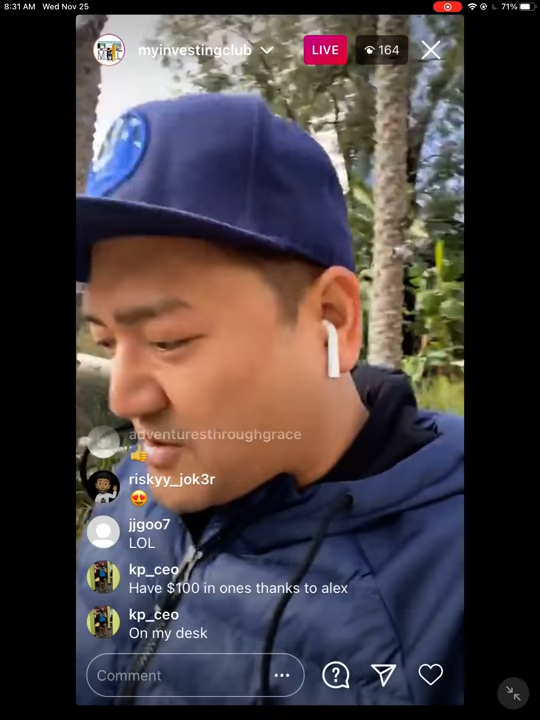 8:31 AM Wed Nov 25
71%
myinvestingclub
LIVE
164
adventuresthroughgrace
👍
riskyy_jok3r
😍
jjgoo7
LOL
kp_ceo
Have $100 in ones thanks to alex
kp_ceo
On my desk
Comment